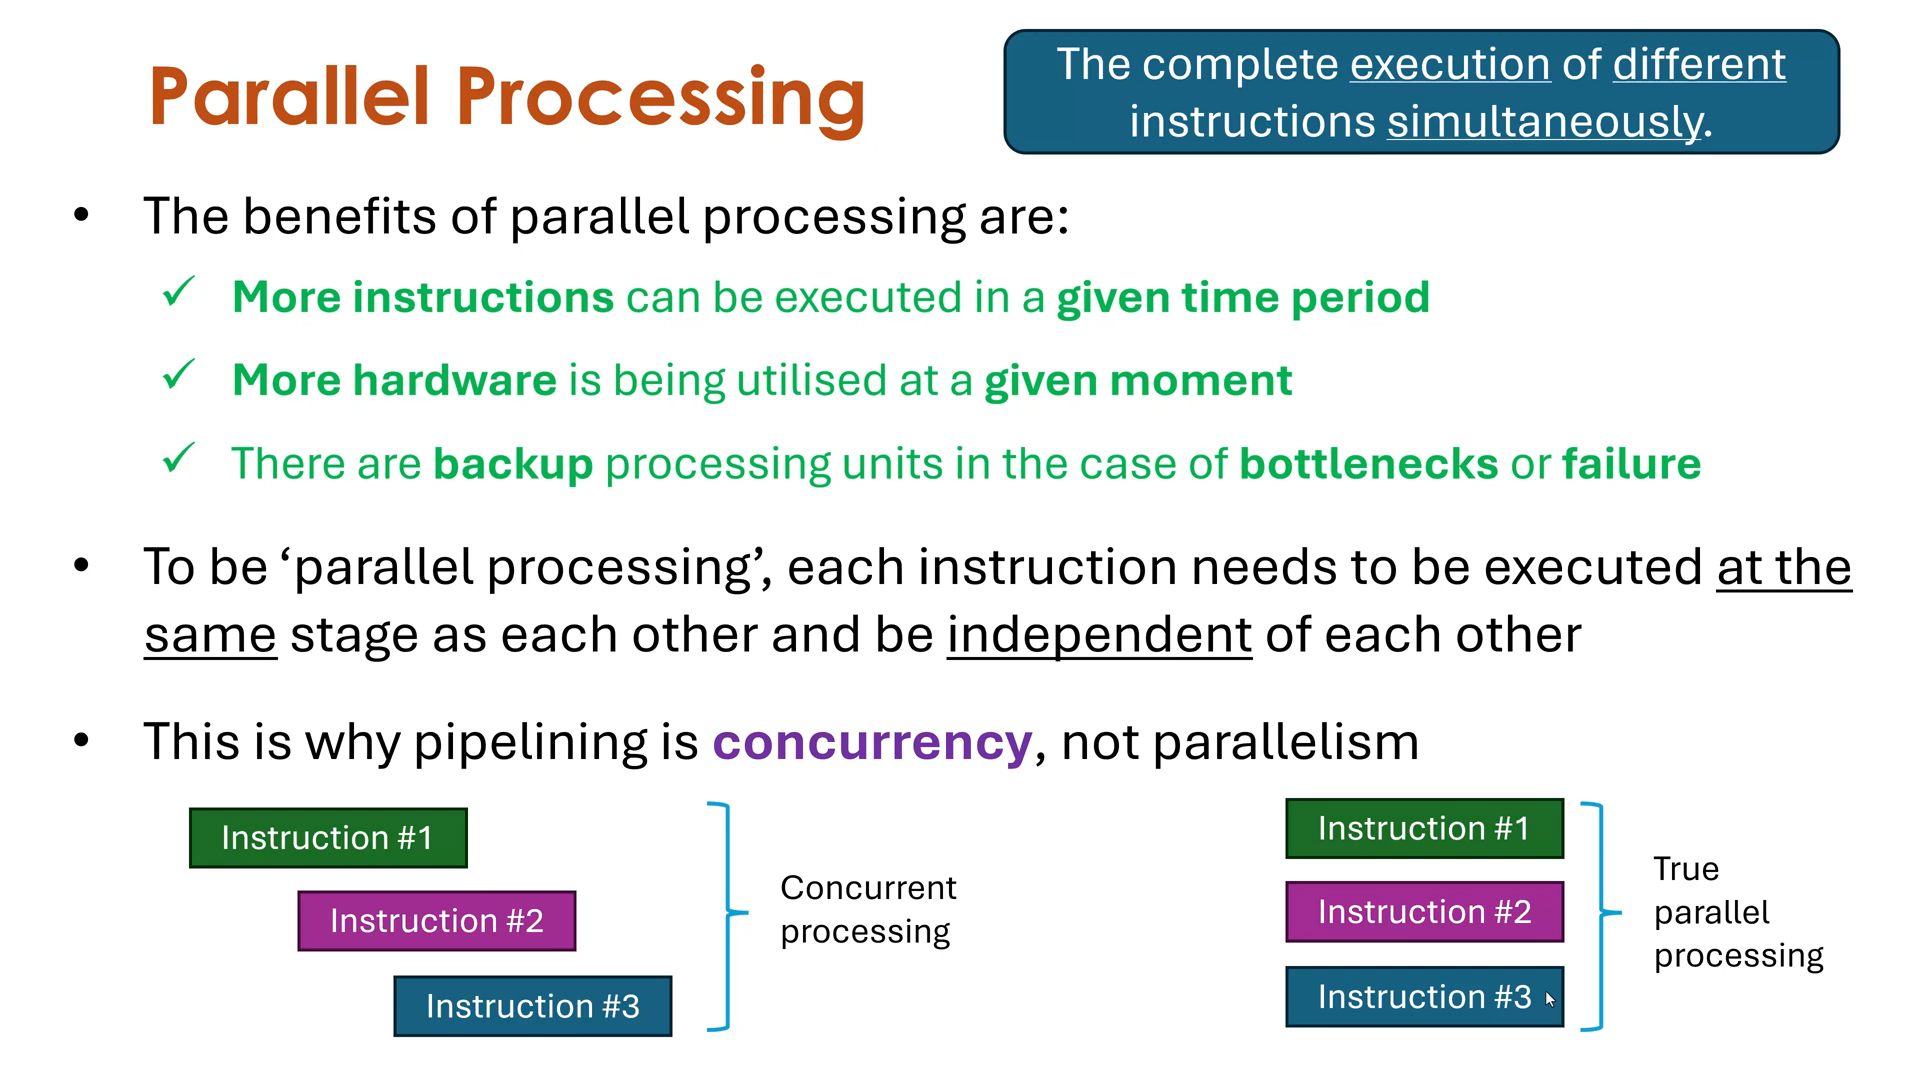 Parallel Processing
The complete execution of different
instructions simultaneously.
• The benefits of parallel processing are:
✓ More instructions can be executed in a given time period
✓ More hardware is being utilised at a given moment
✓ There are backup processing units in the case of bottlenecks or failure
• To be ‘parallel processing’, each instruction needs to be executed at the
same stage as each other and be independent of each other
• This is why pipelining is concurrency, not parallelism
Instruction #1
Instruction #2
Instruction #3
Concurrent
processing
Instruction #1
Instruction #2
Instruction #3
True
parallel
processing